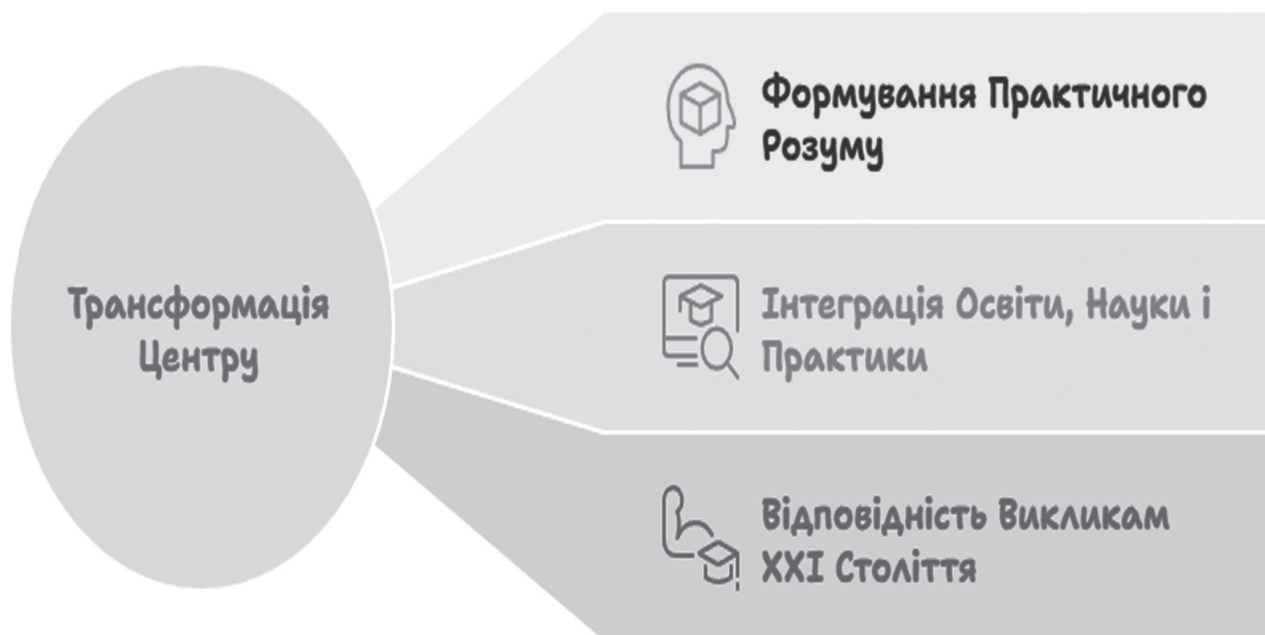 Трансформація
Центру
Формування Практичного
Розуму
Інтеграція Освіти, Науки і
Практики
Відповідність Викликам
XXI Століття